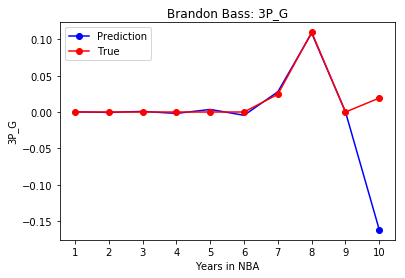 Brandon Bass: 3P_G
Prediction
True
0.10
0.05
0.00
−0.05
−0.10
−0.15
3P_G
1 2 3 4 5 6 7 8 9 10
Years in NBA